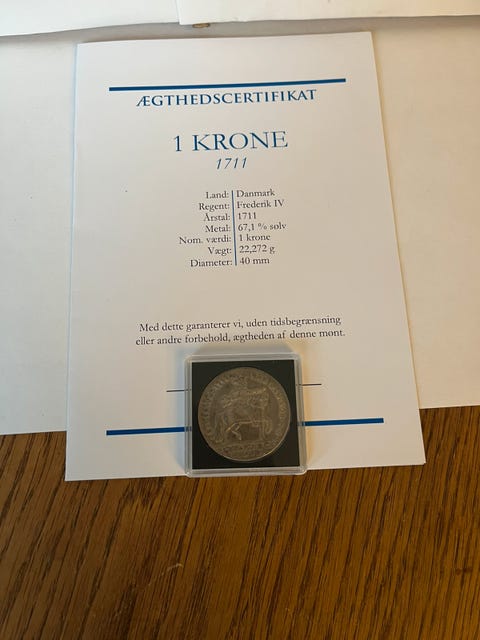 ÆGTHEDSCERTIFIKAT
1 KRONE
1711
Land: Danmark
Regent: Frederik IV
Årstal: 1711
Metal: 67,1 % sølv
Nom. værdi: 1 krone
Vægt: 22,272 g
Diameter: 40 mm
Med dette garanterer vi, uden tidsbegrænsning
eller andre forbehold, ægtheden af denne mønt.